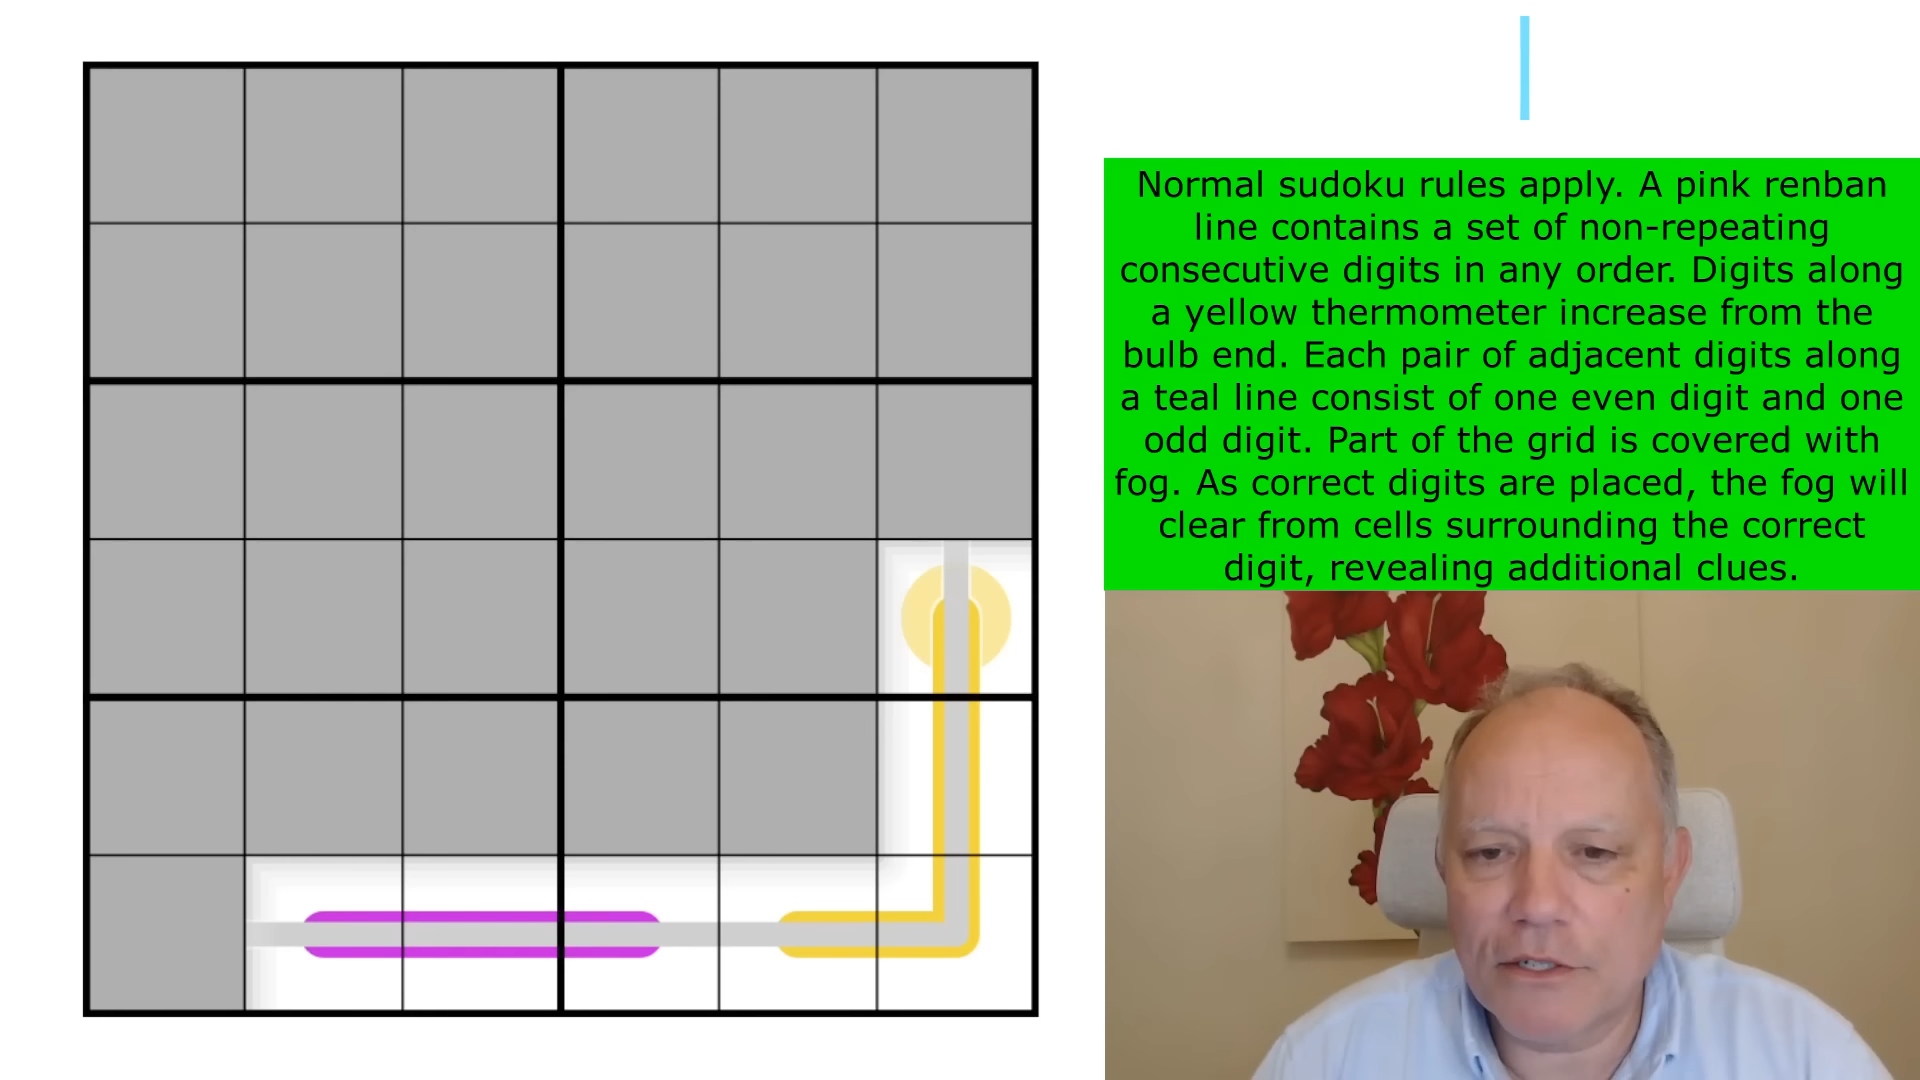 Normal sudoku rules apply. A pink renban
line contains a set of non-repeating
consecutive digits in any order. Digits along
a yellow thermometer increase from the
bulb end. Each pair of adjacent digits along
a teal line consist of one even digit and one
odd digit. Part of the grid is covered with
fog. As correct digits are placed, the fog will
clear from cells surrounding the correct
digit, revealing additional clues.